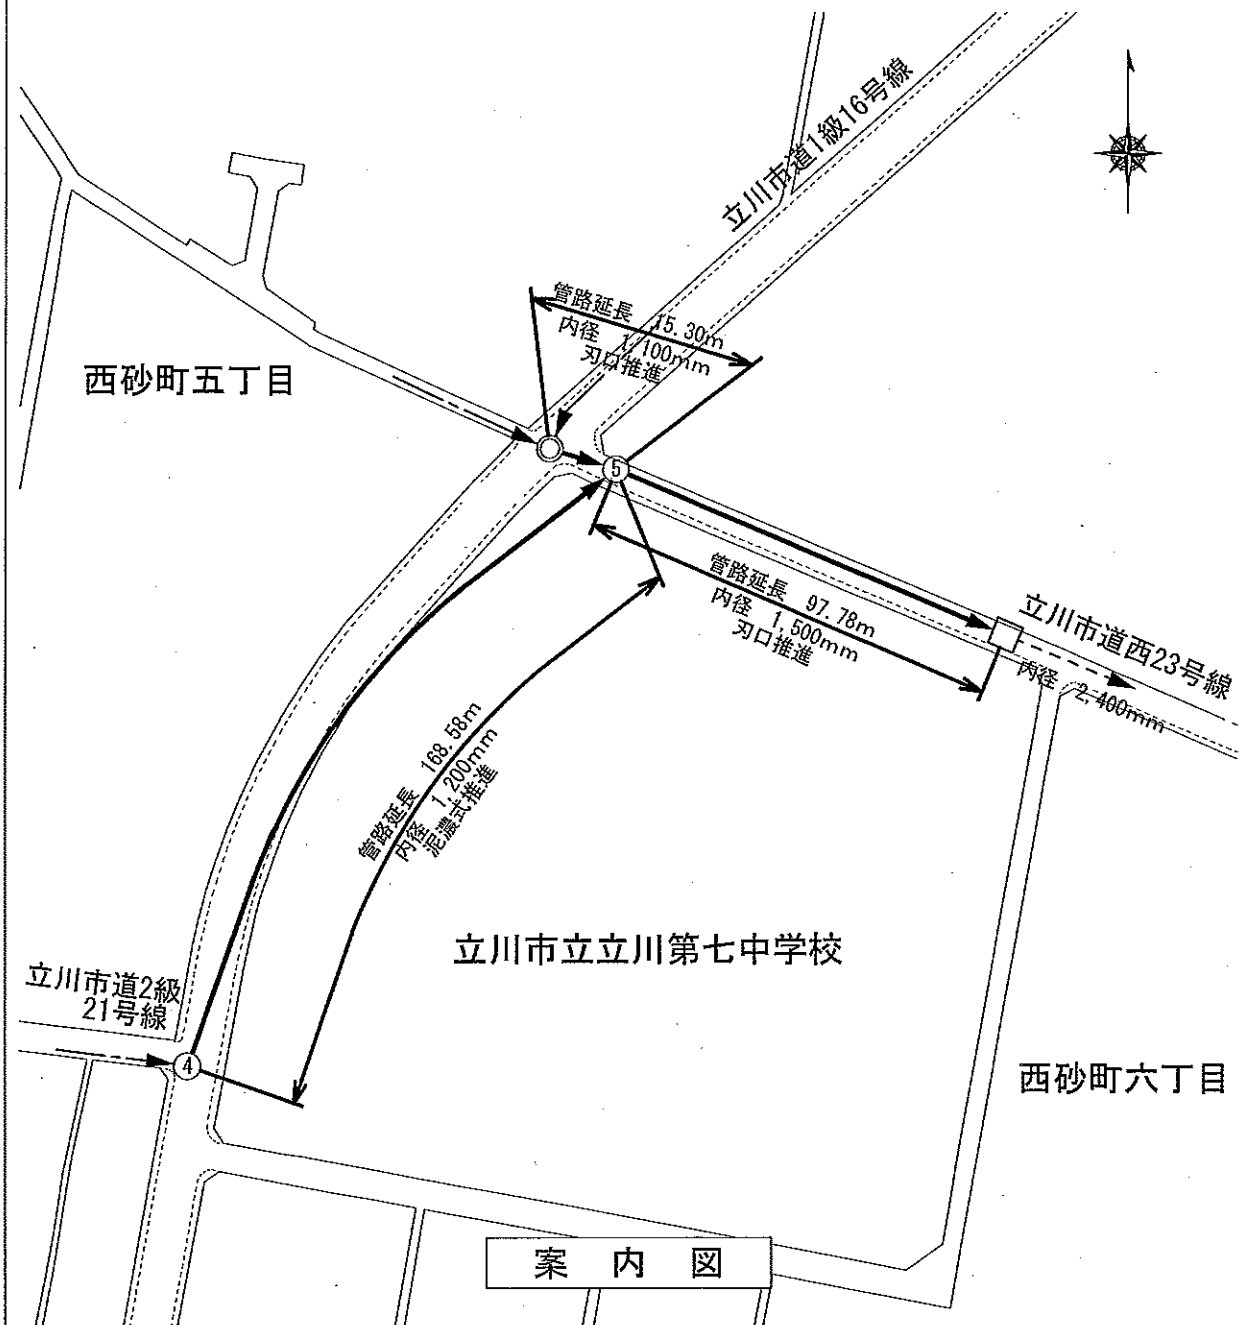 立川市道1級16号線
管路延長 15.30m
内径 1,100mm
刃口推進
西砂町五丁目
5
管路延長 97.78m
内径 1,500mm
刃口推進
立川市道西23号線
内径 2,400mm
管路延長 168.58m
内径 1,200mm
泥濃式推進
立川市立立川第七中学校
立川市道2級
21号線
4
西砂町六丁目
案内図